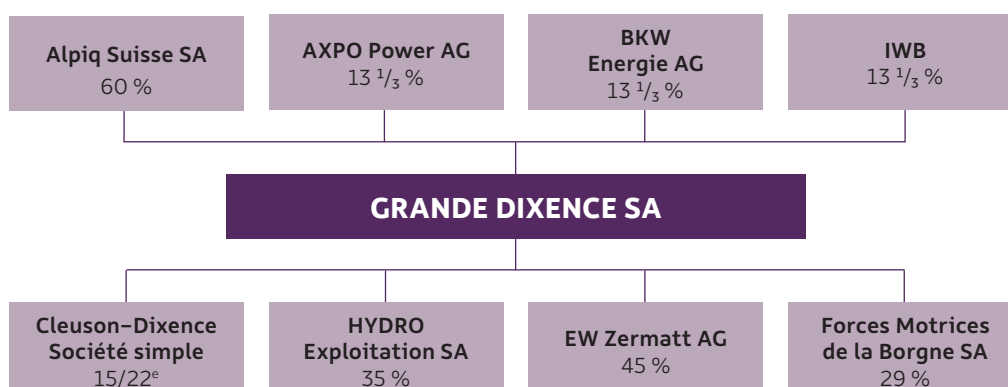 Alpiq Suisse SA
60 %
AXPO Power AG
13 1/3 %
BKW
Energie AG
13 1/3 %
IWB
13 1/3 %
GRANDE DIXENCE SA
Cleuson–Dixence
Société simple
15/22e
HYDRO
Exploitation SA
35 %
EW Zermatt AG
45 %
Forces Motrices
de la Borgne SA
29 %